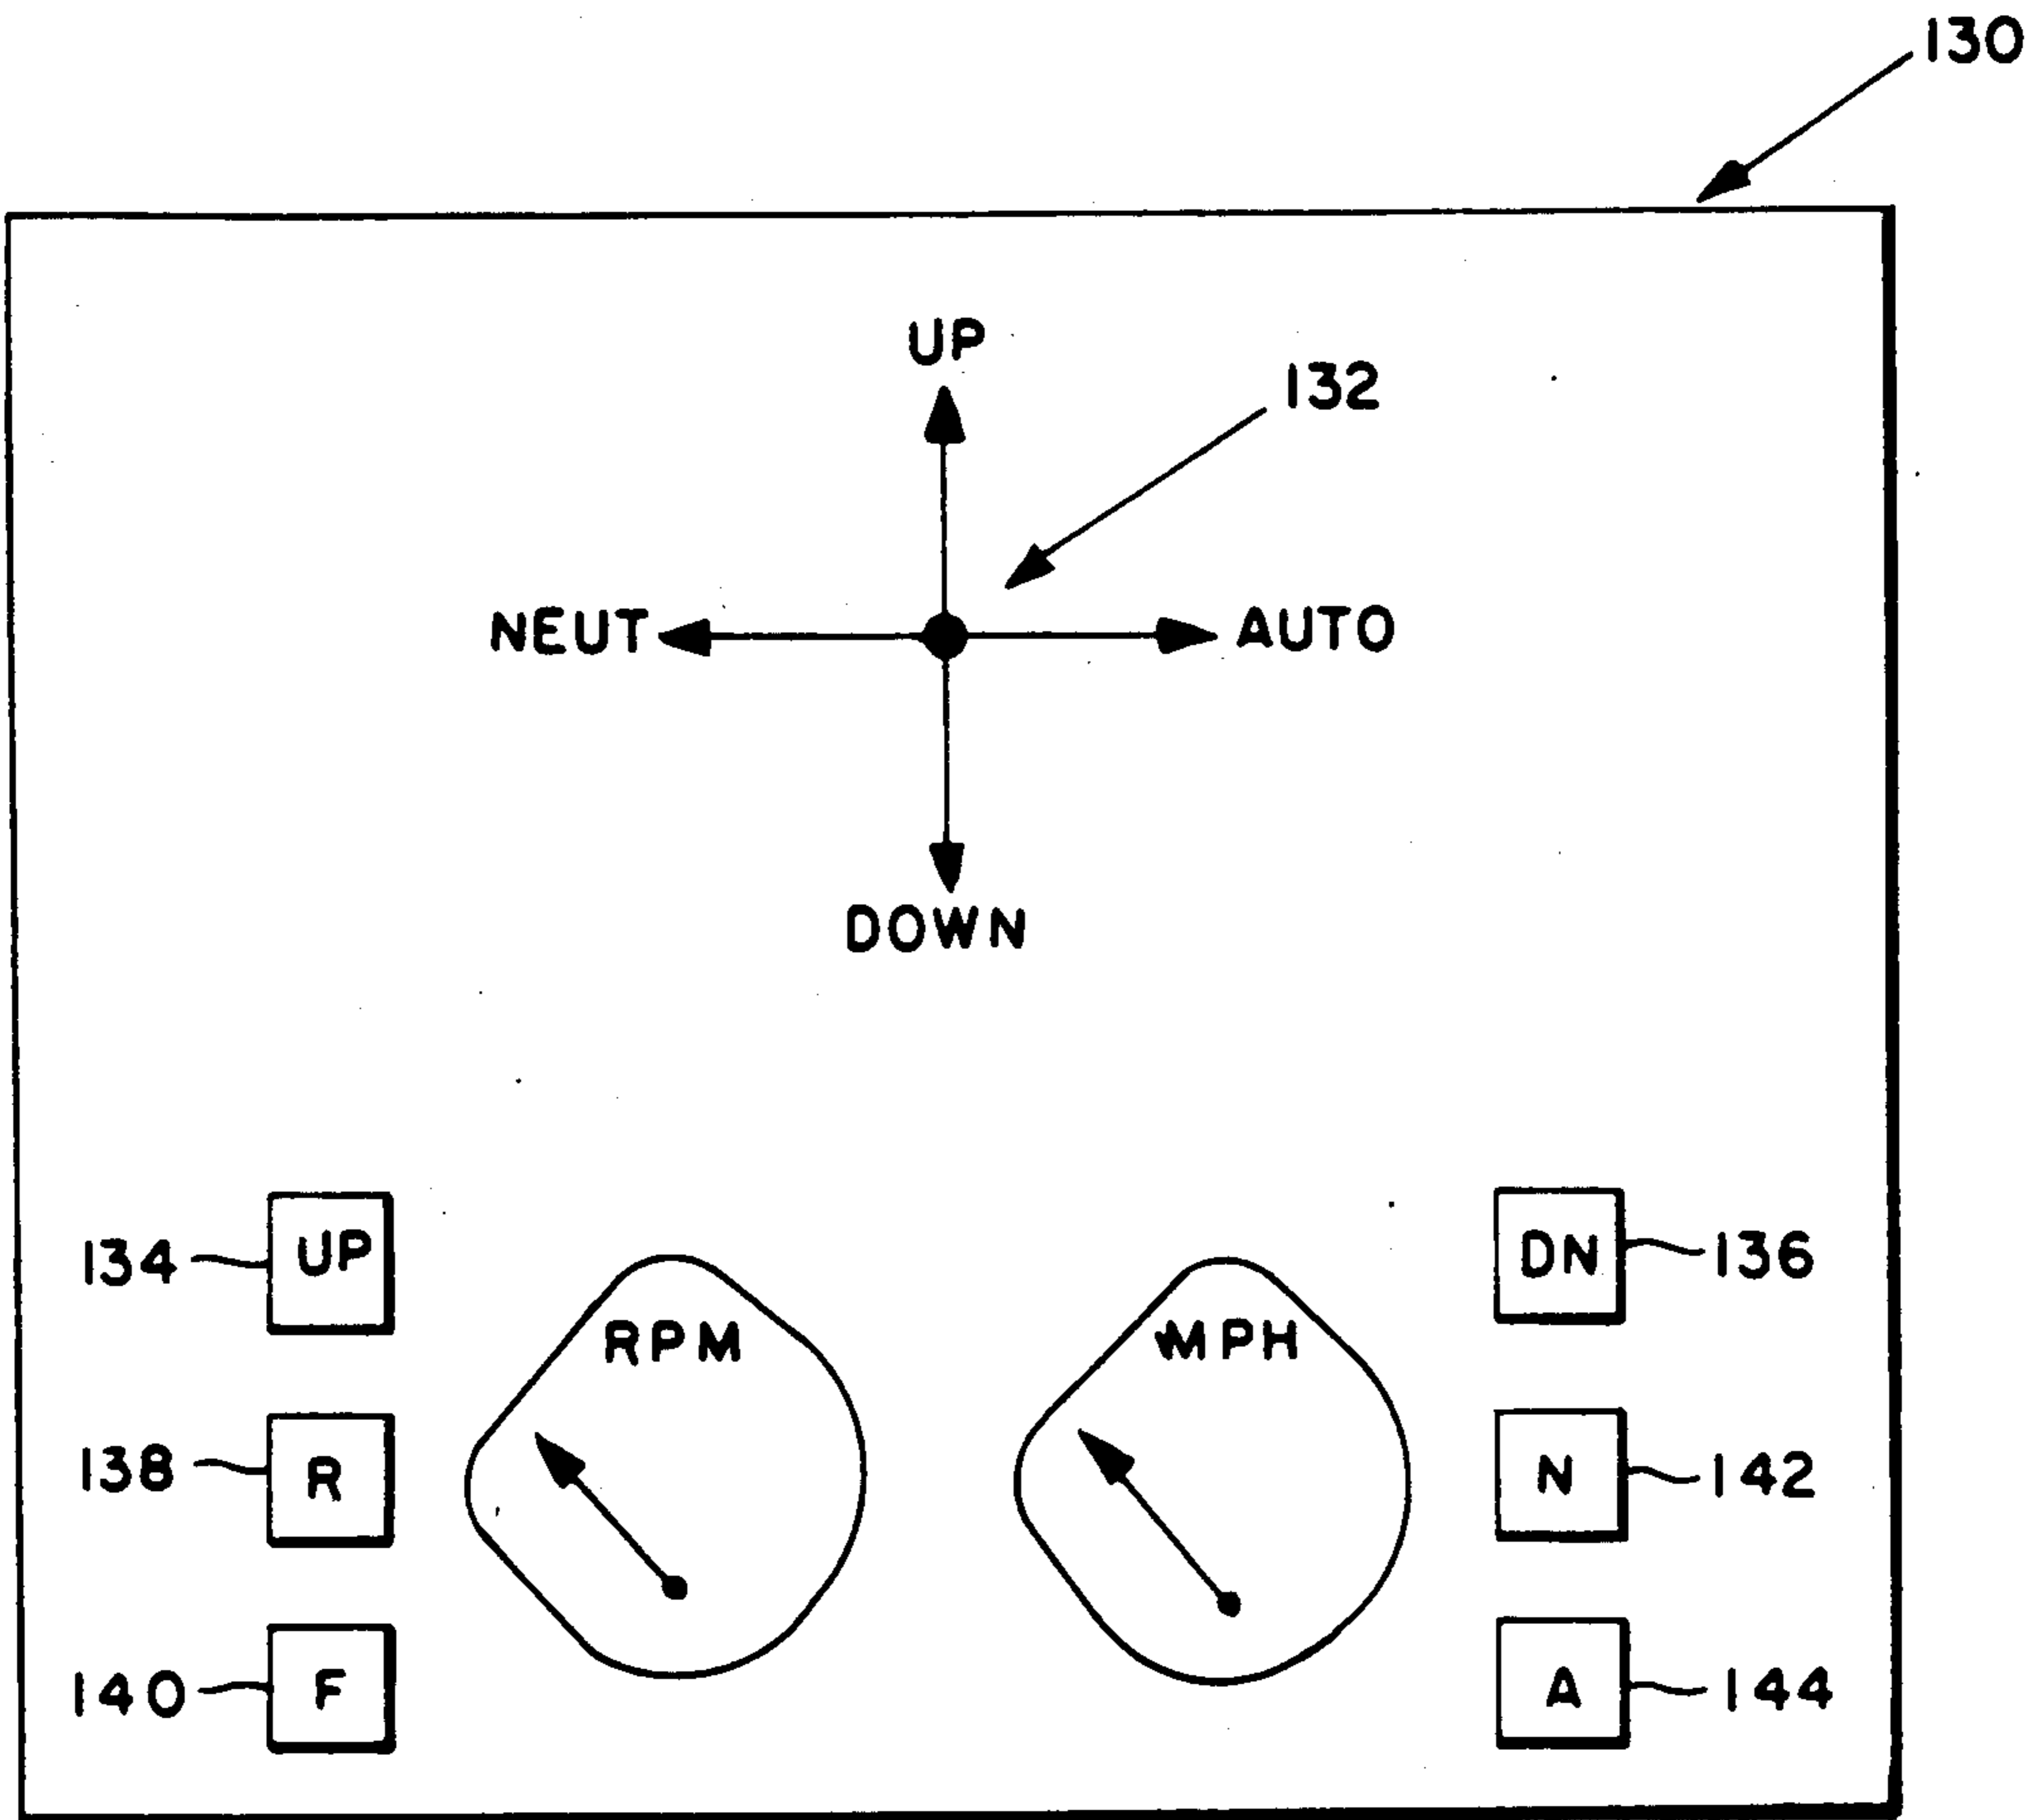 130
UP
132
NEUT AUTO
DOWN
134 UP DN 136
RPM MPH
138 R N 142
140 F A 144